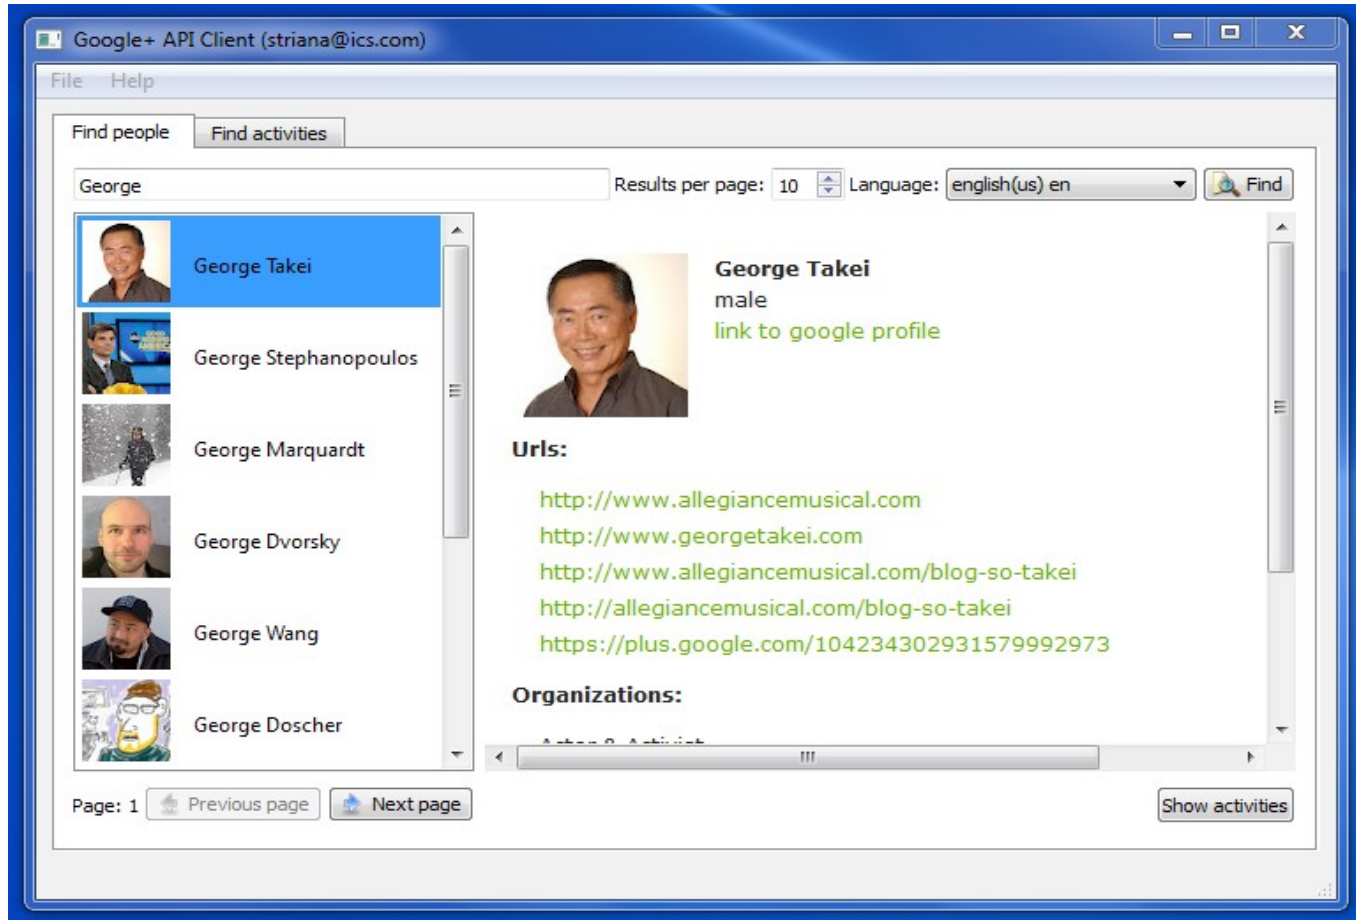 Google+ API Client (striana@ics.com)
File Help
Find people Find activities
George Results per page: 10 Language: english(us) en Find
George Takei
George Stephanopoulos
George Marquardt
George Dvorsky
George Wang
George Doscher
George Takei
male
link to google profile
Urls:
http://www.allegiancemusical.com
http://www.georgetakei.com
http://www.allegiancemusical.com/blog-so-takei
http://allegiancemusical.com/blog-so-takei
https://plus.google.com/104234302931579992973
Organizations:
Actor & Activist
Page: 1 Previous page Next page Show activities